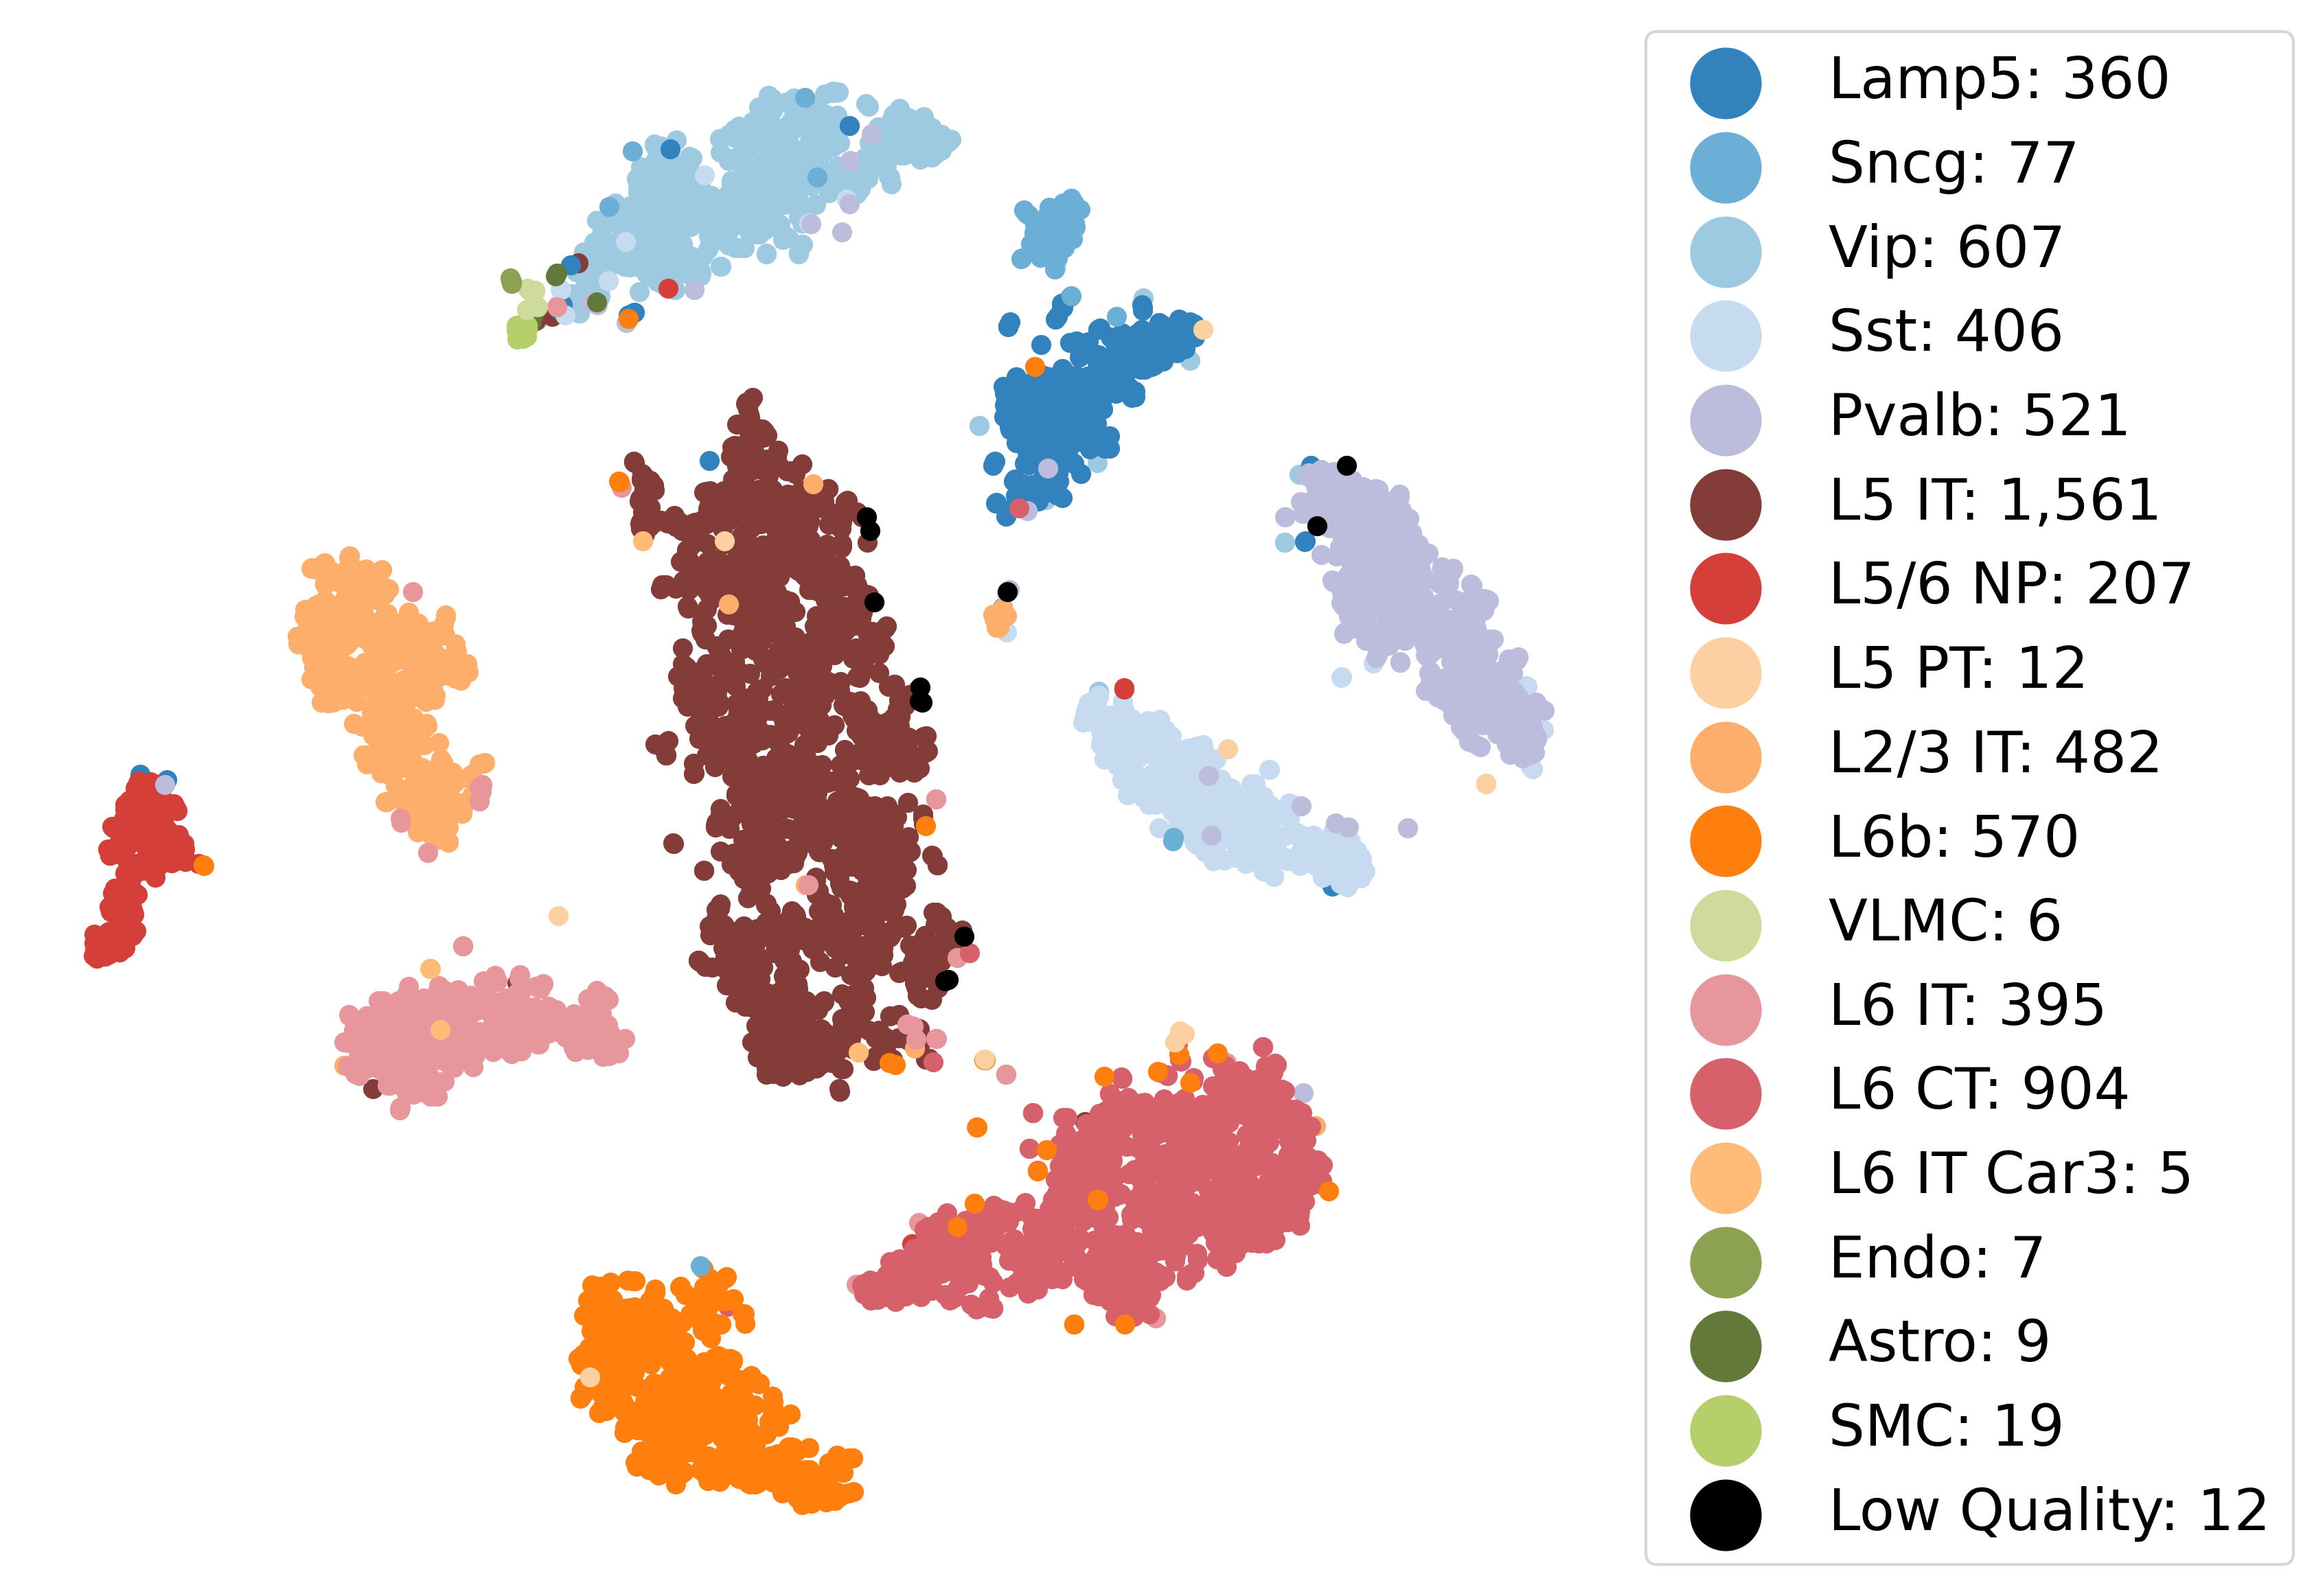 Lamp5: 360
Sncg: 77
Vip: 607
Sst: 406
Pvalb: 521
L5 IT: 1,561
L5/6 NP: 207
L5 PT: 12
L2/3 IT: 482
L6b: 570
VLMC: 6
L6 IT: 395
L6 CT: 904
L6 IT Car3: 5
Endo: 7
Astro: 9
SMC: 19
Low Quality: 12